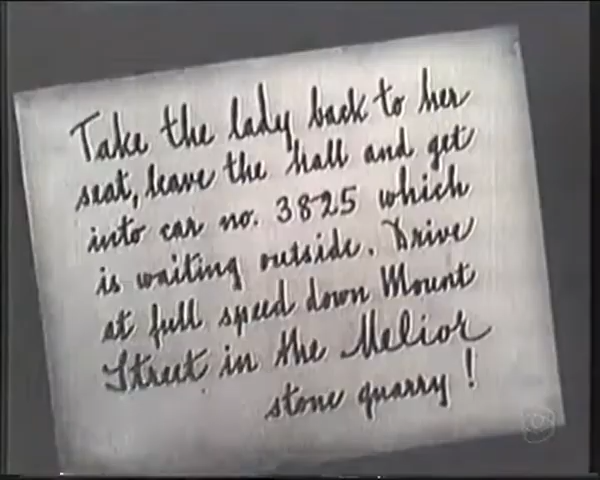 Take the lady back to her
seat, leave the hall and get
into car no. 3825 which
is waiting outside. Drive
at full speed down Mount
Street in the Melior
stone quarry!